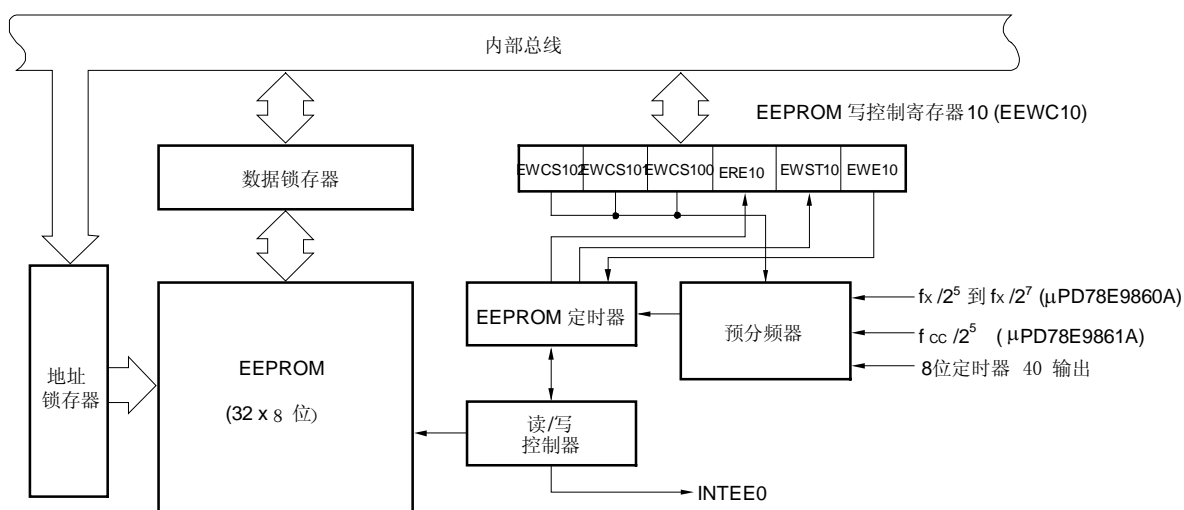 内部总线
EEPROM 写控制寄存器10 (EEWC10)
EWCS102 EWCS101 EWCS100 ERE10 EWST10 EWE10
数据锁存器
地址
锁存器
EEPROM
(32 x 8 位)
EEPROM 定时器
预分频器
fx /2⁵ 到 fx /2⁷ (μPD78E9860A)
fcc /2⁵ (μPD78E9861A)
8位定时器 40 输出
读/写
控制器
INTEE0